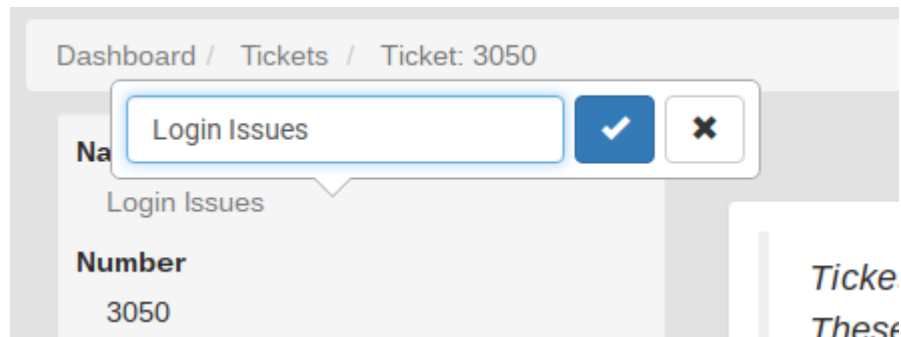 Dashboard / Tickets / Ticket: 3050
Login Issues
Login Issues
Number
3050